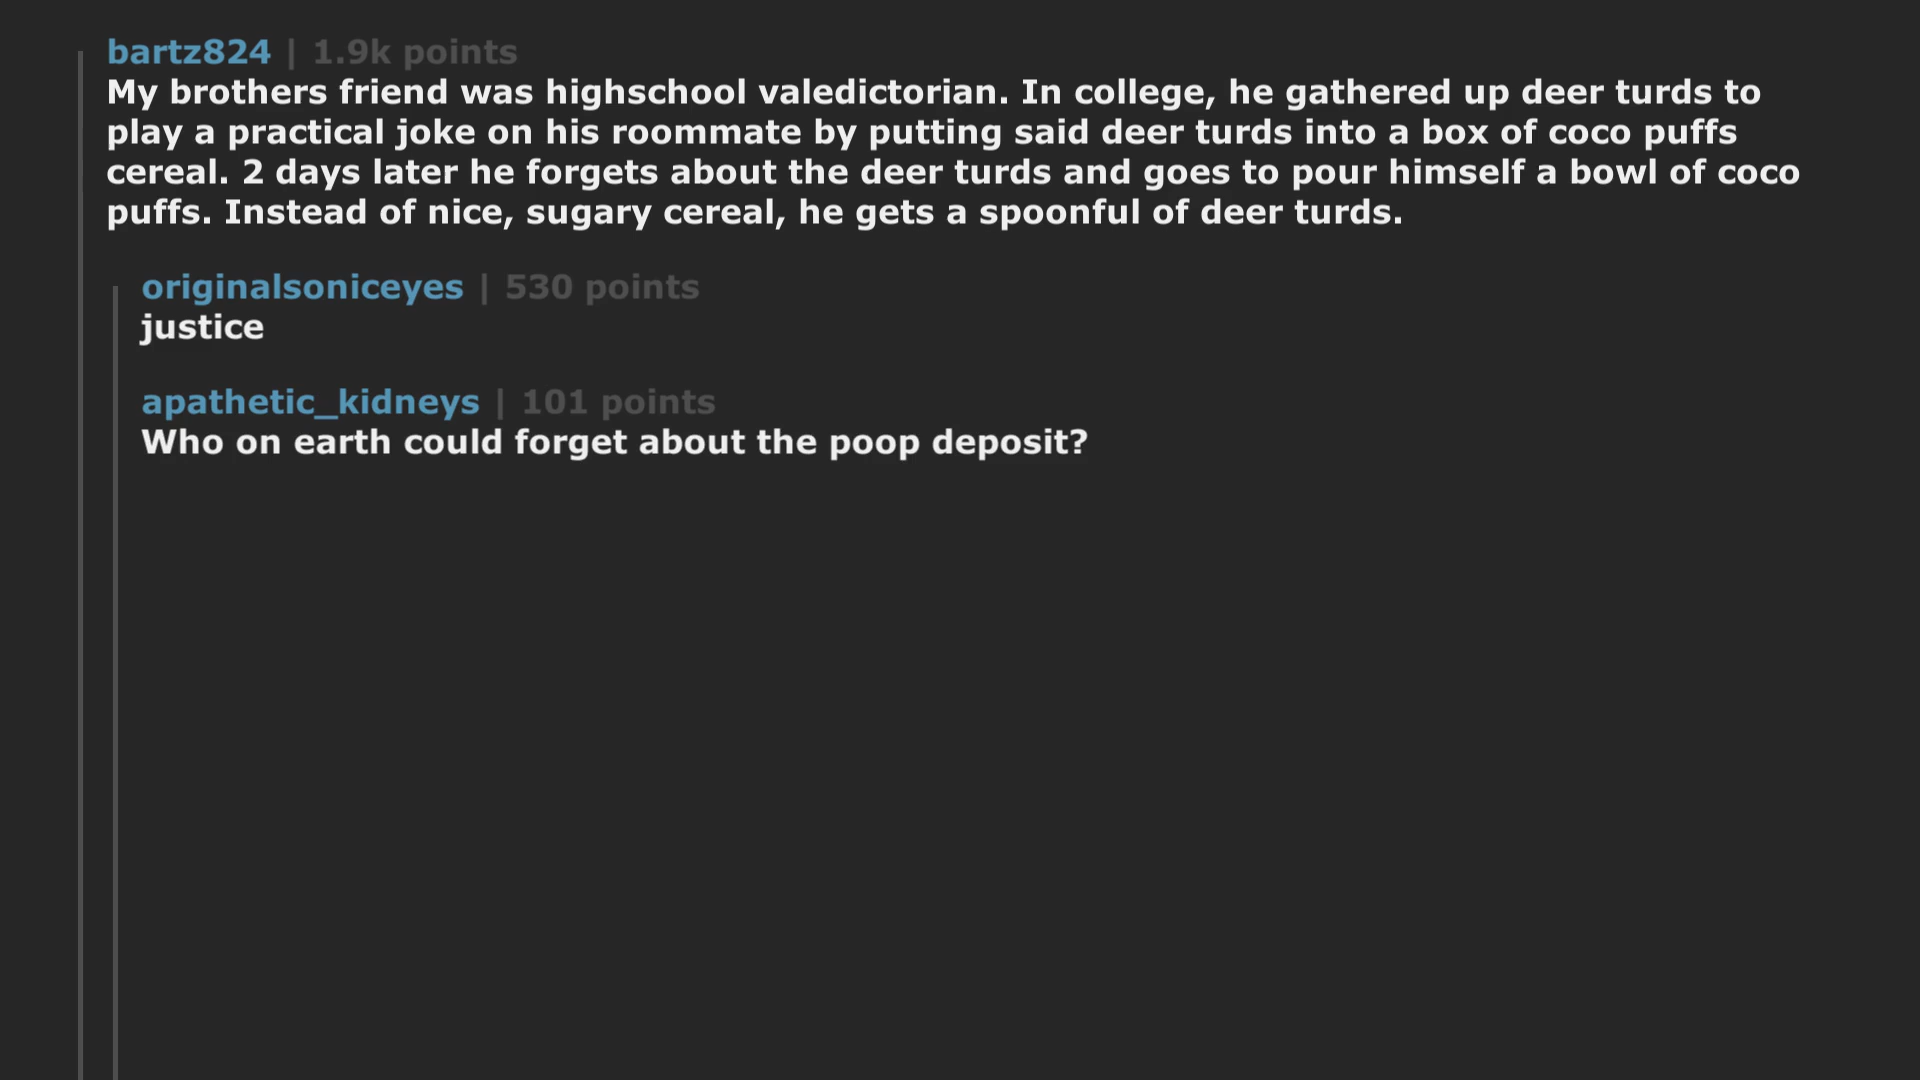 bartz824 | 1.9k points
My brothers friend was highschool valedictorian. In college, he gathered up deer turds to
play a practical joke on his roommate by putting said deer turds into a box of coco puffs
cereal. 2 days later he forgets about the deer turds and goes to pour himself a bowl of coco
puffs. Instead of nice, sugary cereal, he gets a spoonful of deer turds.
originalsoniceyes | 530 points
justice
apathetic_kidneys | 101 points
Who on earth could forget about the poop deposit?